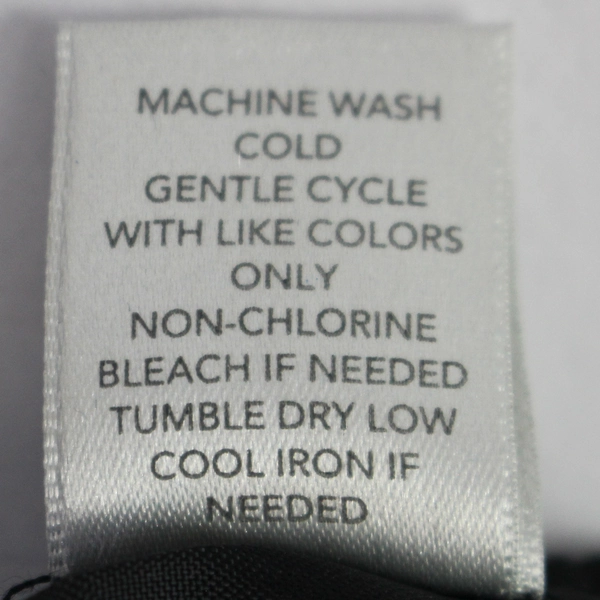 MACHINE WASH
COLD
GENTLE CYCLE
WITH LIKE COLORS
ONLY
NON-CHLORINE
BLEACH IF NEEDED
TUMBLE DRY LOW
COOL IRON IF
NEEDED